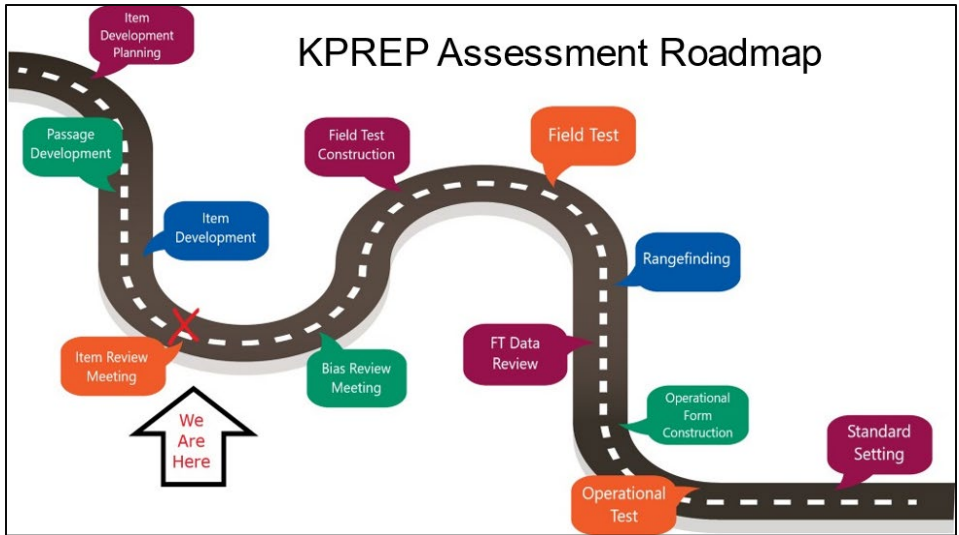 KPREP Assessment Roadmap
Item
Development
Planning
Passage
Development
Item
Development
Item Review
Meeting
We
Are
Here
Bias Review
Meeting
Field Test
Construction
Field Test
Rangefinding
FT Data
Review
Operational
Form
Construction
Operational
Test
Standard
Setting